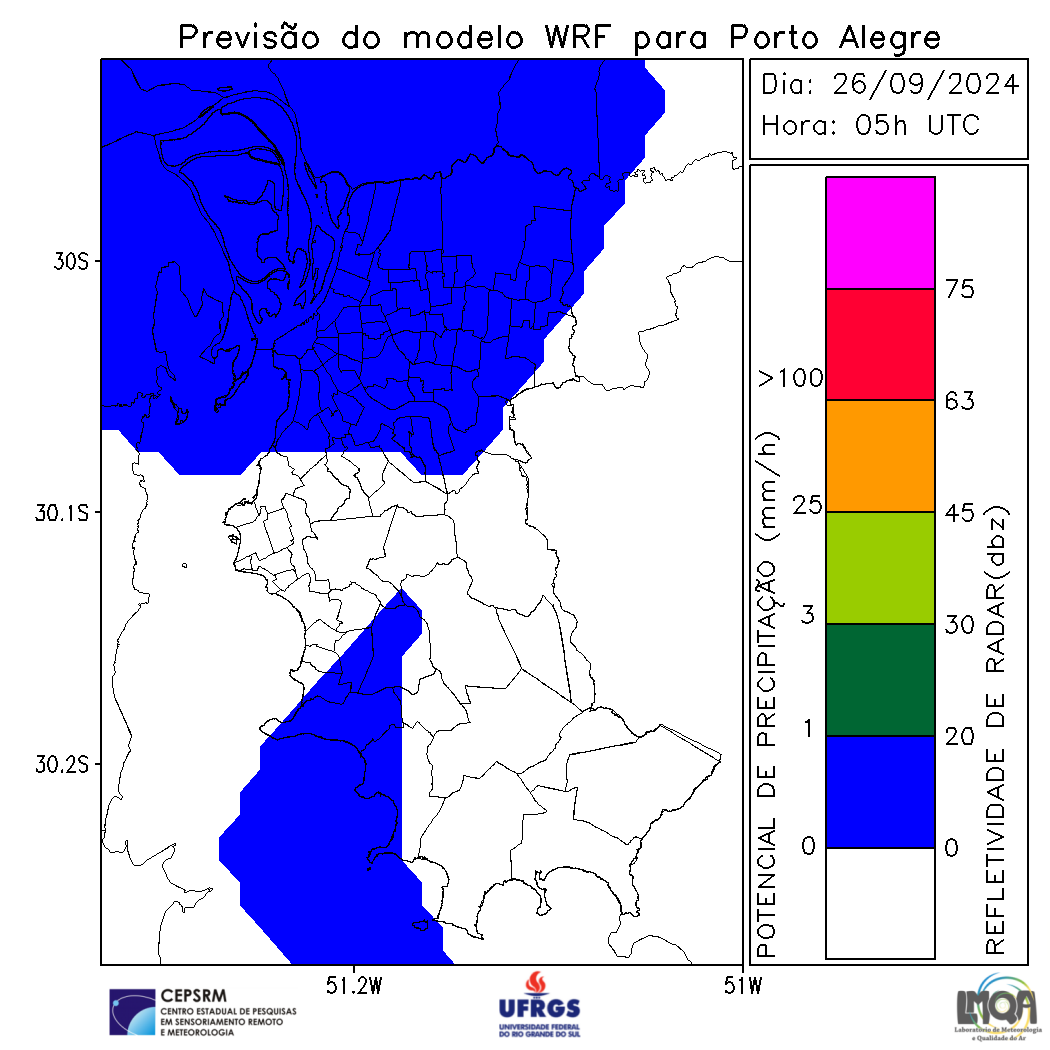 Previsão do modelo WRF para Porto Alegre
Dia: 26/09/2024
Hora: 05h UTC
30S
30.1S
30.2S
51.2W
51W
POTENCIAL DE PRECIPITAÇÃO (mm/h)
>100
25
3
1
0
75
63
45
30
20
0
REFLETIVIDADE DE RADAR(dbz)
CEPSRM
CENTRO ESTADUAL DE PESQUISAS
EM SENSORIAMENTO REMOTO
E METEOROLOGIA
UFRGS
UNIVERSIDADE FEDERAL
DO RIO GRANDE DO SUL
LMQA
Laboratório de Meteorologia
e Qualidade do Ar